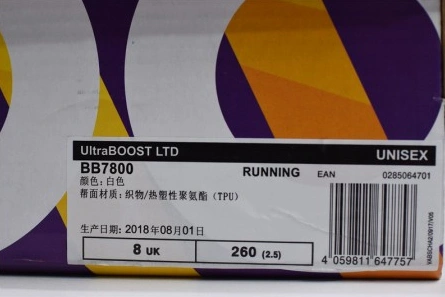 UltraBOOST LTD UNISEX
BB7800
颜色:白色
RUNNING EAN 0285064701
帮面材质:织物/热塑性聚氨酯(TPU)
生产日期:2018年08月01日
8 UK 260 (2.5)
4 059811 647757